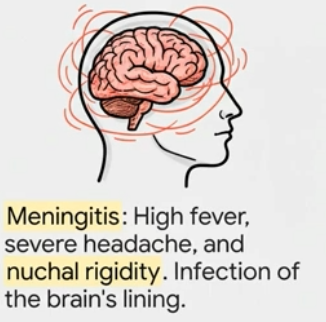 Meningitis: High fever,
severe headache, and
nuchal rigidity. Infection of
the brain's lining.